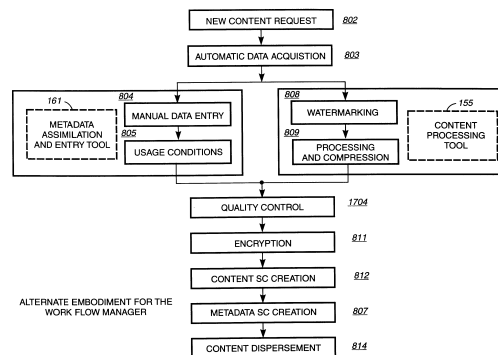 NEW CONTENT REQUEST 802
AUTOMATIC DATA ACQUISTION 803
161
804
MANUAL DATA ENTRY
METADATA
ASSIMILATION
AND ENTRY TOOL
805
USAGE CONDITIONS
808
WATERMARKING
809
PROCESSING
AND COMPRESSION
155
CONTENT
PROCESSING
TOOL
QUALITY CONTROL 1704
ENCRYPTION 811
CONTENT SC CREATION 812
ALTERNATE EMBODIMENT FOR THE
WORK FLOW MANAGER
METADATA SC CREATION 807
CONTENT DISPERSEMENT 814